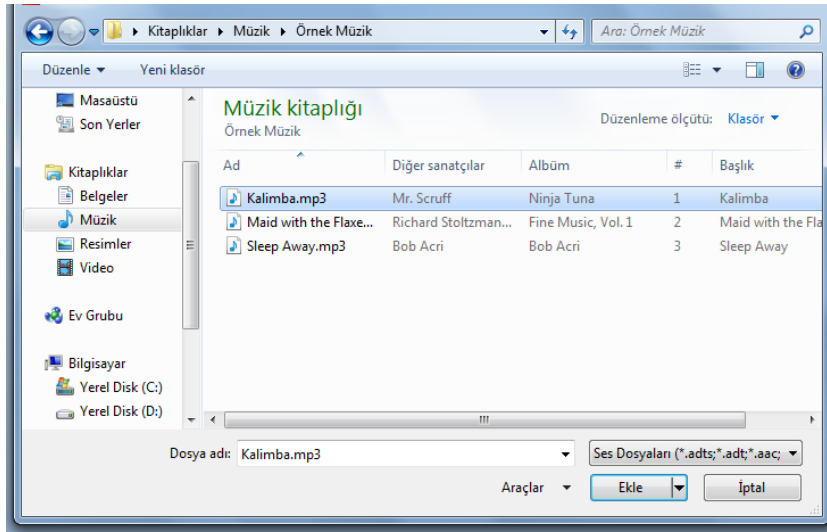 Kitaplıklar ▸ Müzik ▸ Örnek Müzik
Ara: Örnek Müzik
Düzenle
Yeni klasör
Masaüstü
Son Yerler
Kitaplıklar
Belgeler
Müzik
Resimler
Video
Ev Grubu
Bilgisayar
Yerel Disk (C:)
Yerel Disk (D:)
Müzik kitaplığı
Örnek Müzik
Düzenleme ölçütü: Klasör
Ad Diğer sanatçılar Albüm # Başlık
Kalimba.mp3 Mr. Scruff Ninja Tuna 1 Kalimba
Maid with the Flaxe... Richard Stoltzman... Fine Music, Vol. 1 2 Maid with the Fla
Sleep Away.mp3 Bob Acri Bob Acri 3 Sleep Away
Dosya adı: Kalimba.mp3
Ses Dosyaları (*.adts;*.adt;*.aac;
Araçlar
Ekle
İptal